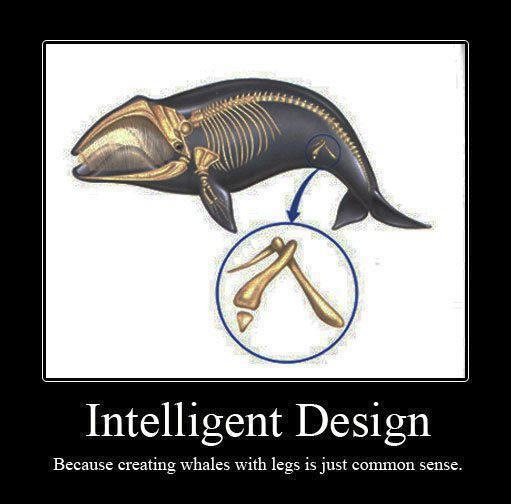 Intelligent Design
Because creating whales with legs is just common sense.